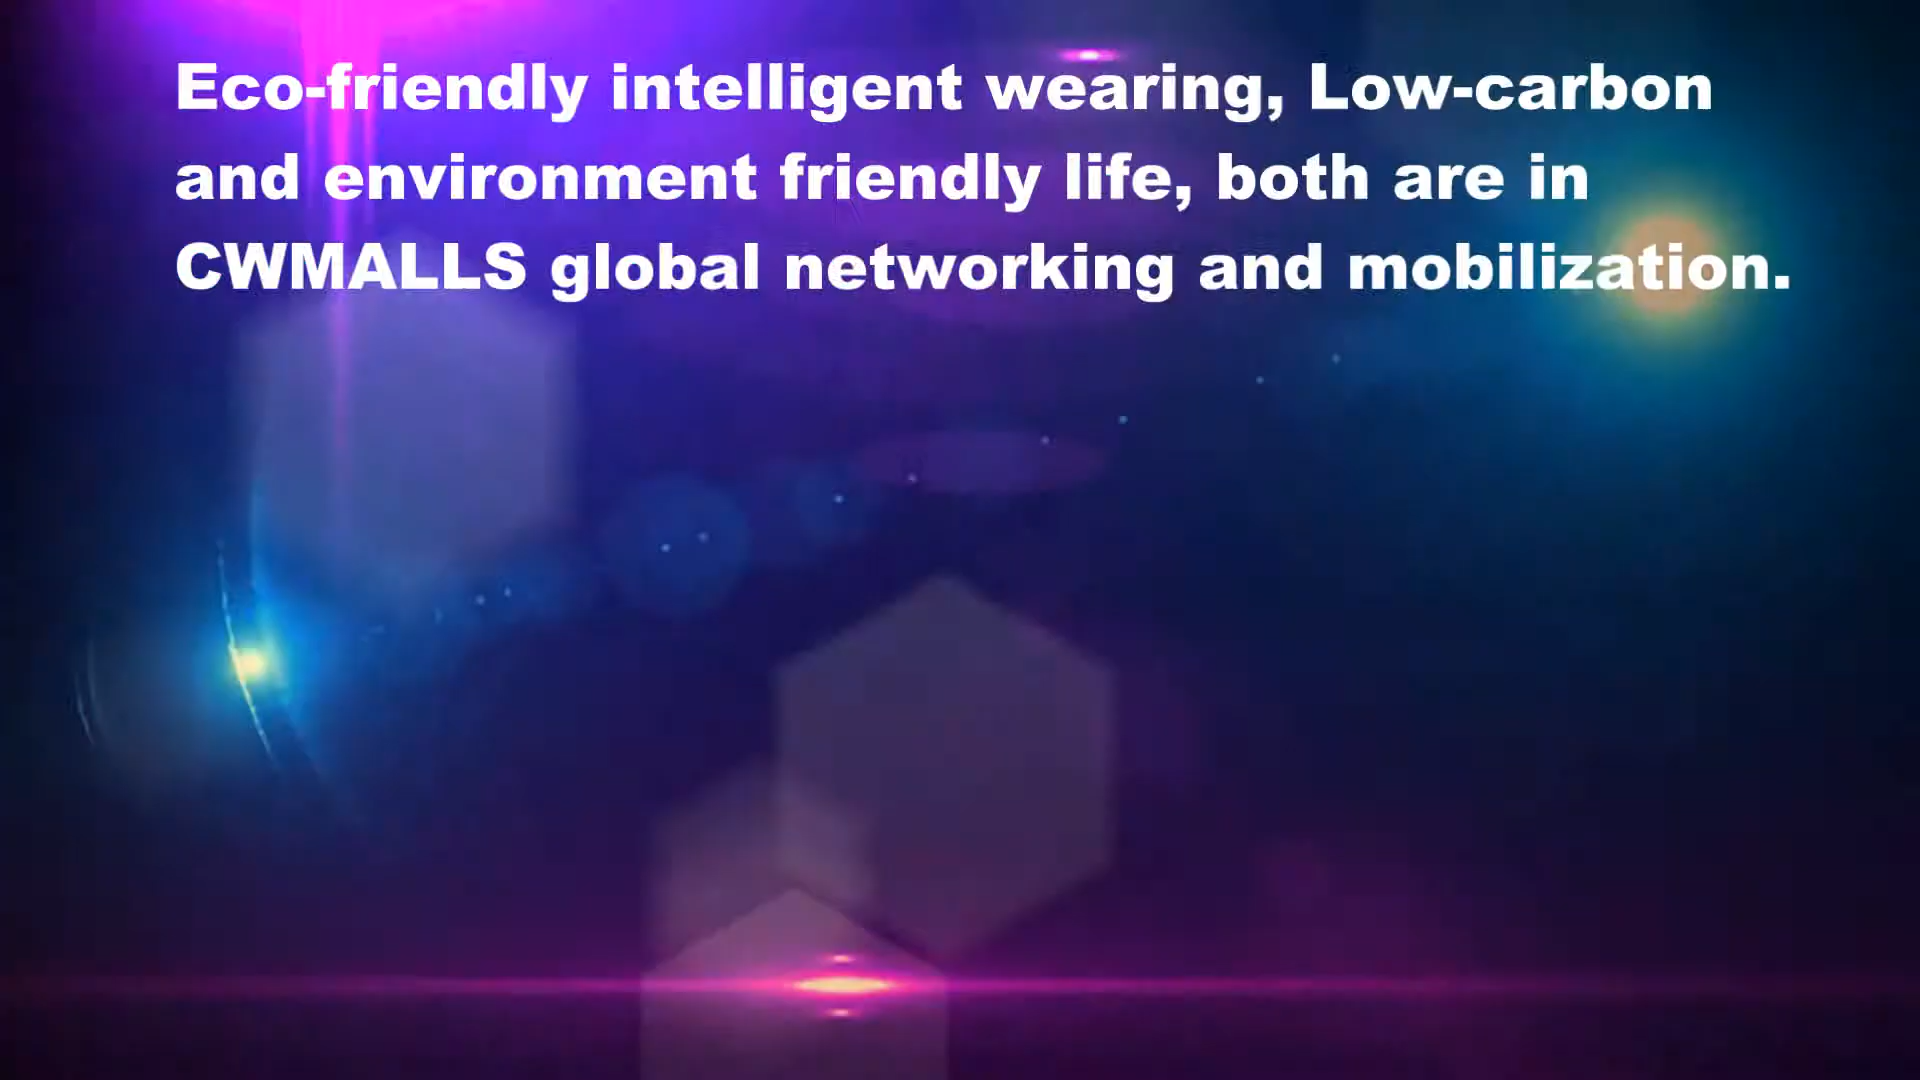 Eco-friendly intelligent wearing, Low-carbon
and environment friendly life, both are in
CWMALLS global networking and mobilization.